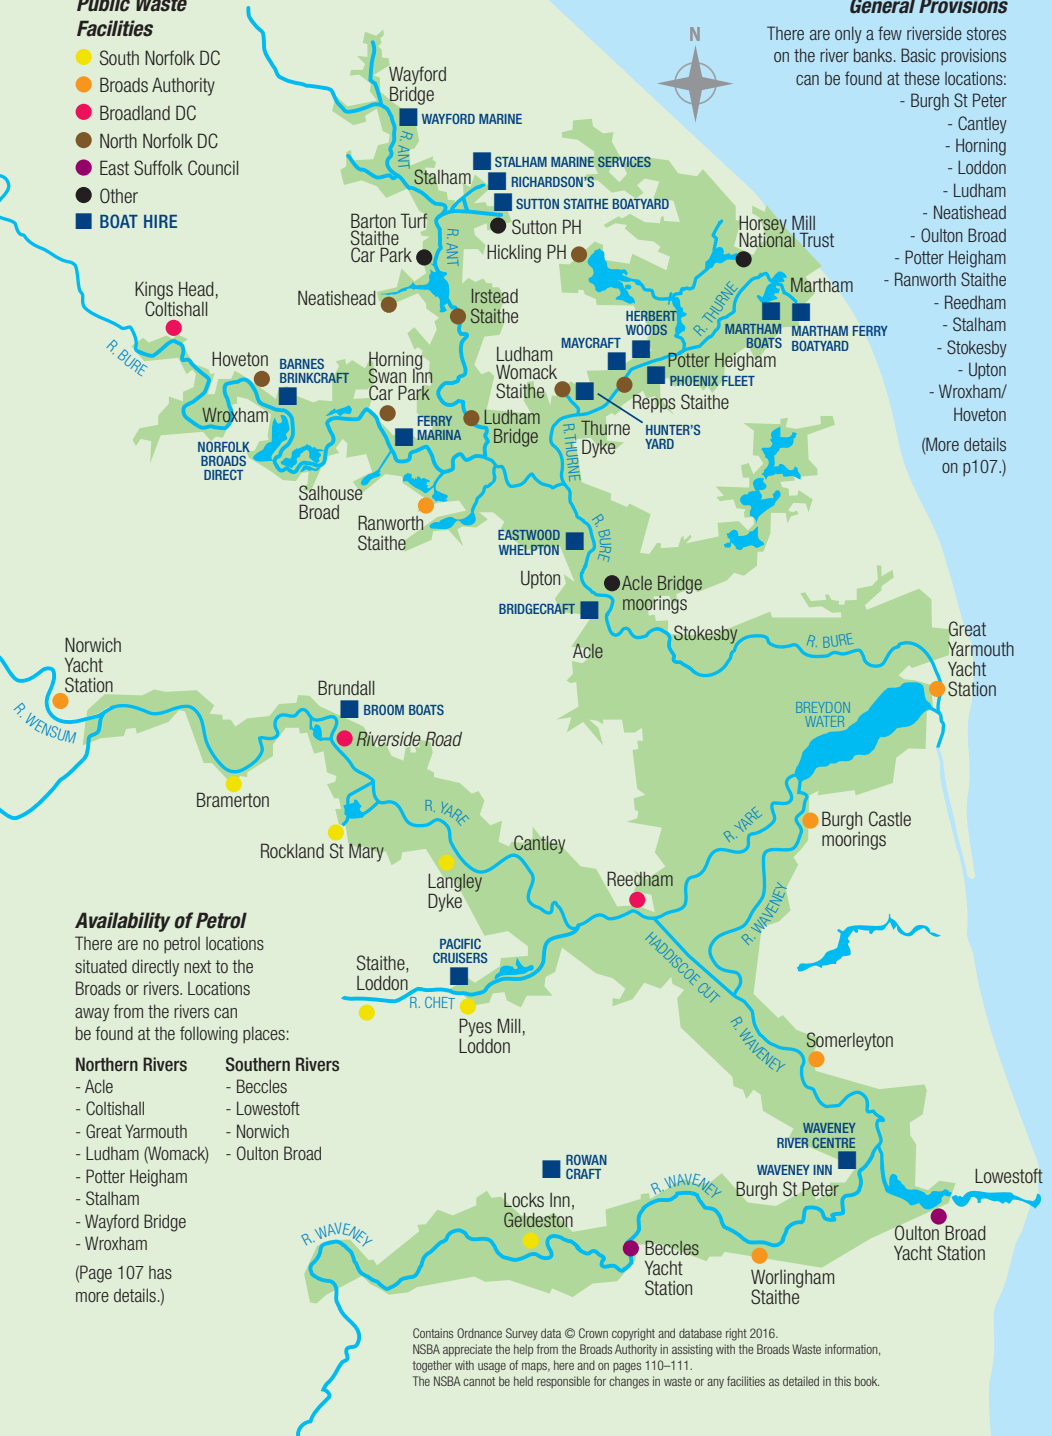 Public Waste
Facilities
South Norfolk DC
Broads Authority
Broadland DC
North Norfolk DC
East Suffolk Council
Other
BOAT HIRE
General Provisions
There are only a few riverside stores
on the river banks. Basic provisions
can be found at these locations:
- Burgh St Peter
- Cantley
- Horning
- Loddon
- Ludham
- Neatishead
- Oulton Broad
- Potter Heigham
- Ranworth Staithe
- Reedham
- Stalham
- Stokesby
- Upton
- Wroxham/
Hoveton
(More details
on p107.)
N
Wayford
Bridge
WAYFORD MARINE
R. ANT
STALHAM MARINE SERVICES
Stalham
RICHARDSON'S
SUTTON STAITHE BOATYARD
Barton Turf
Staithe
Car Park
R. ANT
Sutton PH
Hickling PH
Horsey Mill
National Trust
Kings Head,
Coltishall
Neatishead
Irstead
Staithe
Martham
HERBERT
WOODS
R. THURNE
MARTHAM
BOATS
MARTHAM FERRY
BOATYARD
R. BURE
Hoveton
BARNES
BRINKCRAFT
Horning
Swan Inn
Car Park
Ludham
Womack
Staithe
MAYCRAFT
Potter Heigham
PHOENIX FLEET
Repps Staithe
Wroxham
FERRY
MARINA
Ludham
Bridge
R.THURNE
Thurne
Dyke
HUNTER'S
YARD
NORFOLK
BROADS
DIRECT
Salhouse
Broad
Ranworth
Staithe
EASTWOOD
WHELPTON
R. BURE
Upton
Acle Bridge
moorings
BRIDGECRAFT
Acle
Stokesby
R. BURE
Great
Yarmouth
Yacht
Station
Norwich
Yacht
Station
R. WENSUM
Brundall
BROOM BOATS
Riverside Road
BREYDON
WATER
Bramerton
R. YARE
Rockland St Mary
Langley
Dyke
Cantley
R. YARE
Burgh Castle
moorings
Reedham
R. WAVENEY
HADDISCOE CUT
Availability of Petrol
There are no petrol locations
situated directly next to the
Broads or rivers. Locations
away from the rivers can
be found at the following places:
Northern Rivers
- Acle
- Coltishall
- Great Yarmouth
- Ludham (Womack)
- Potter Heigham
- Stalham
- Wayford Bridge
- Wroxham
Southern Rivers
- Beccles
- Lowestoft
- Norwich
- Oulton Broad
(Page 107 has
more details.)
PACIFIC
CRUISERS
Staithe,
Loddon
R. CHET
Pyes Mill,
Loddon
R. WAVENEY
Somerleyton
WAVENEY
RIVER CENTRE
WAVENEY INN
Burgh St Peter
ROWAN
CRAFT
R. WAVENEY
Lowestoft
Locks Inn,
Geldeston
R. WAVENEY
Beccles
Yacht
Station
Oulton Broad
Yacht Station
Worlingham
Staithe
Contains Ordnance Survey data © Crown copyright and database right 2016.
NSBA appreciate the help from the Broads Authority in assisting with the Broads Waste information,
together with usage of maps, here and on pages 110–111.
The NSBA cannot be held responsible for changes in waste or any facilities as detailed in this book.